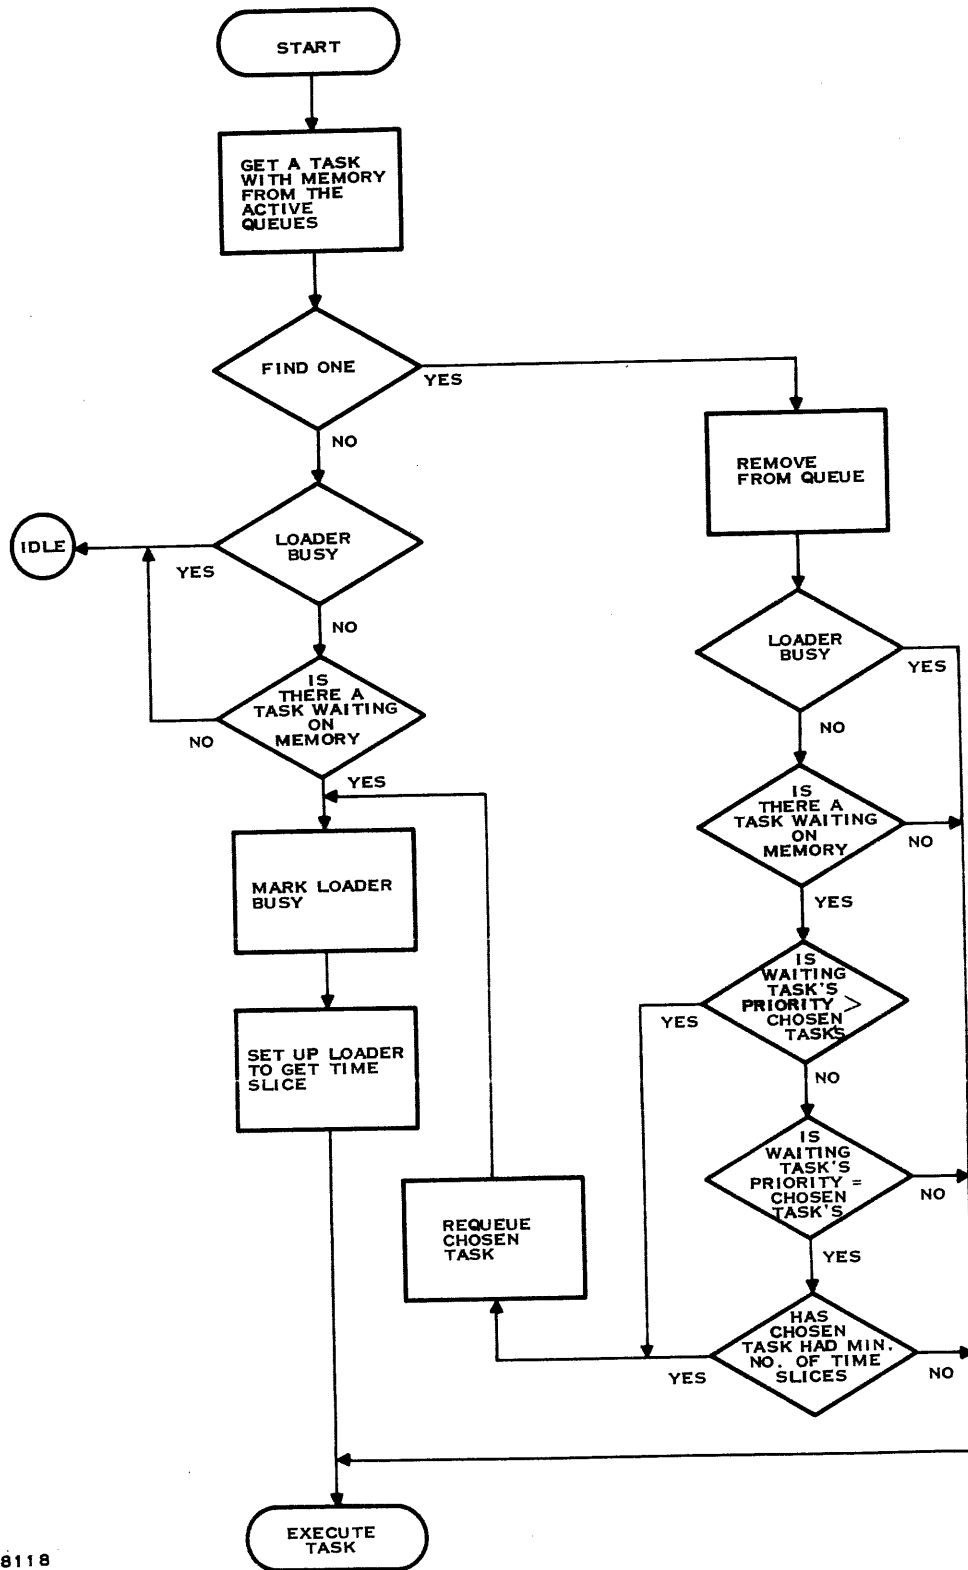 START
GET A TASK
WITH MEMORY
FROM THE
ACTIVE
QUEUES
FIND ONE
YES
NO
REMOVE
FROM QUEUE
IDLE
LOADER
BUSY
YES
NO
LOADER
BUSY
YES
NO
IS
THERE A
TASK WAITING
ON
MEMORY
NO
YES
IS
THERE A
TASK WAITING
ON
MEMORY
NO
YES
MARK LOADER
BUSY
IS
WAITING
TASK'S
PRIORITY >
CHOSEN
TASK'S
YES
NO
SET UP LOADER
TO GET TIME
SLICE
IS
WAITING
TASK'S
PRIORITY =
CHOSEN
TASK'S
NO
YES
REQUEUE
CHOSEN
TASK
HAS
CHOSEN
TASK HAD MIN.
NO. OF TIME
SLICES
YES
NO
EXECUTE
TASK
8118